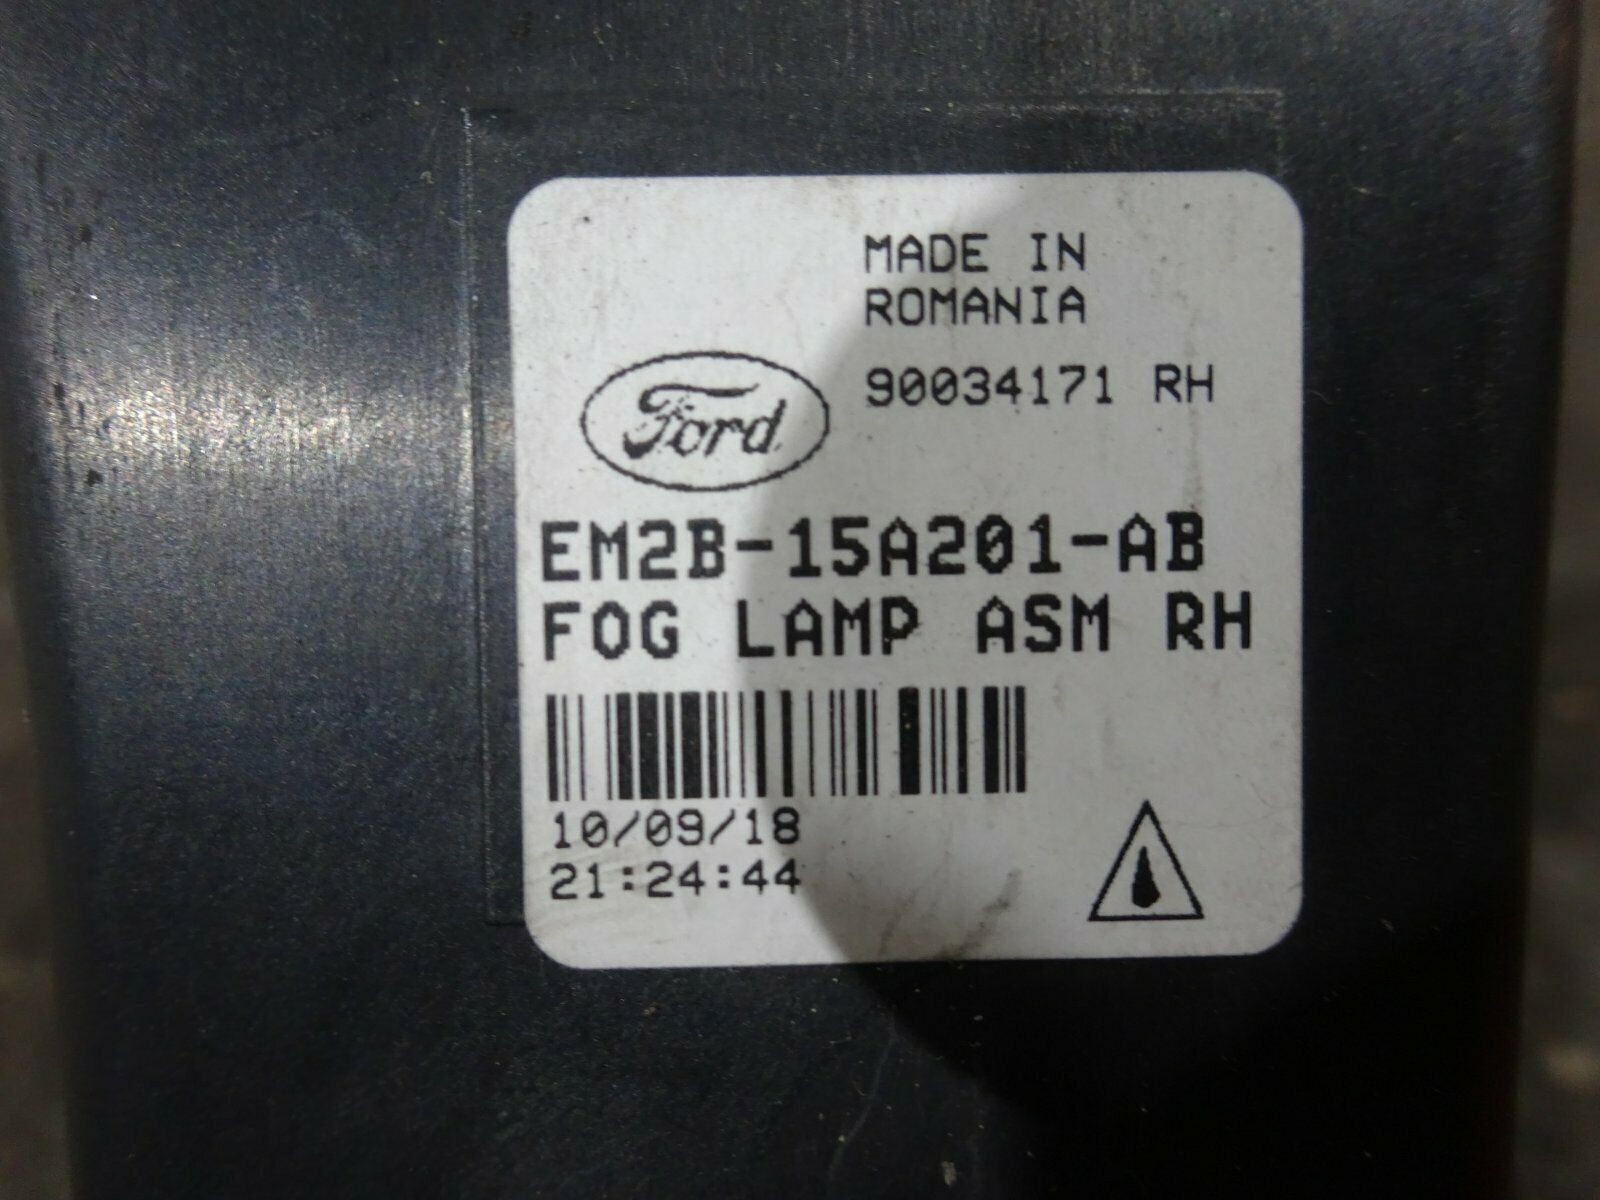 MADE IN
ROMANIA
90034171 RH
Ford
EM2B-15A201-AB
FOG LAMP ASM RH
10/09/18
21:24:44